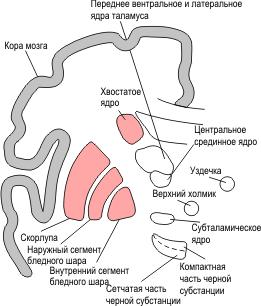 Переднее вентральное и латеральное
ядра таламуса
Кора мозга
Хвостатое
ядро
Центральное
срединное ядро
Уздечка
Верхний холмик
Субталамическое
ядро
Скорлупа
Наружный сегмент
бледного шара
Внутренний сегмент
бледного шара
Компактная
часть черной
субстанции
Сетчатая часть
черной субстанции